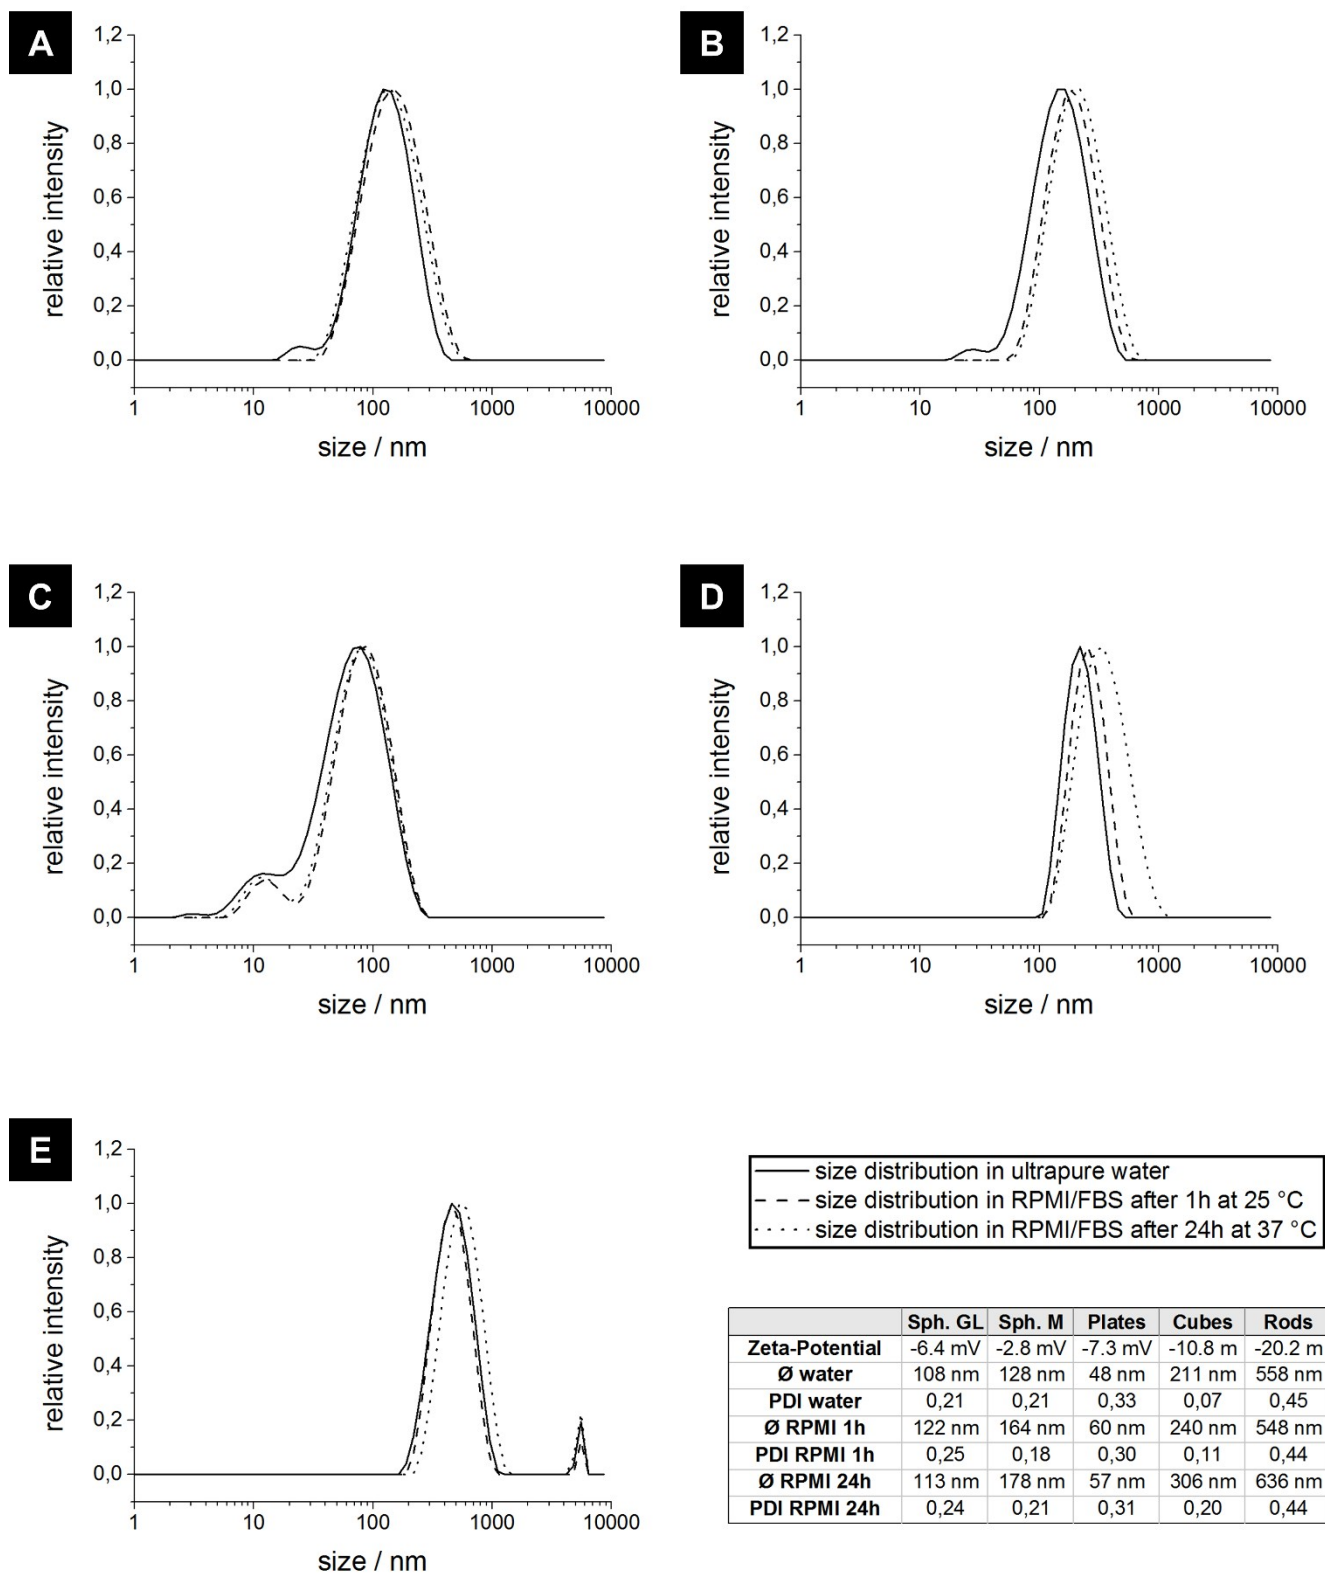 A
1,2
1,0
0,8
0,6
0,4
0,2
0,0
relative intensity
1 10 100 1000 10000
size / nm
B
1,2
1,0
0,8
0,6
0,4
0,2
0,0
relative intensity
1 10 100 1000 10000
size / nm
C
1,2
1,0
0,8
0,6
0,4
0,2
0,0
relative intensity
1 10 100 1000 10000
size / nm
D
1,2
1,0
0,8
0,6
0,4
0,2
0,0
relative intensity
1 10 100 1000 10000
size / nm
E
1,2
1,0
0,8
0,6
0,4
0,2
0,0
relative intensity
1 10 100 1000 10000
size / nm
size distribution in ultrapure water
size distribution in RPMI/FBS after 1h at 25 °C
size distribution in RPMI/FBS after 24h at 37 °C
Sph. GL Sph. M Plates Cubes Rods
Zeta-Potential -6.4 mV -2.8 mV -7.3 mV -10.8 m -20.2 m
Ø water 108 nm 128 nm 48 nm 211 nm 558 nm
PDI water 0,21 0,21 0,33 0,07 0,45
Ø RPMI 1h 122 nm 164 nm 60 nm 240 nm 548 nm
PDI RPMI 1h 0,25 0,18 0,30 0,11 0,44
Ø RPMI 24h 113 nm 178 nm 57 nm 306 nm 636 nm
PDI RPMI 24h 0,24 0,21 0,31 0,20 0,44